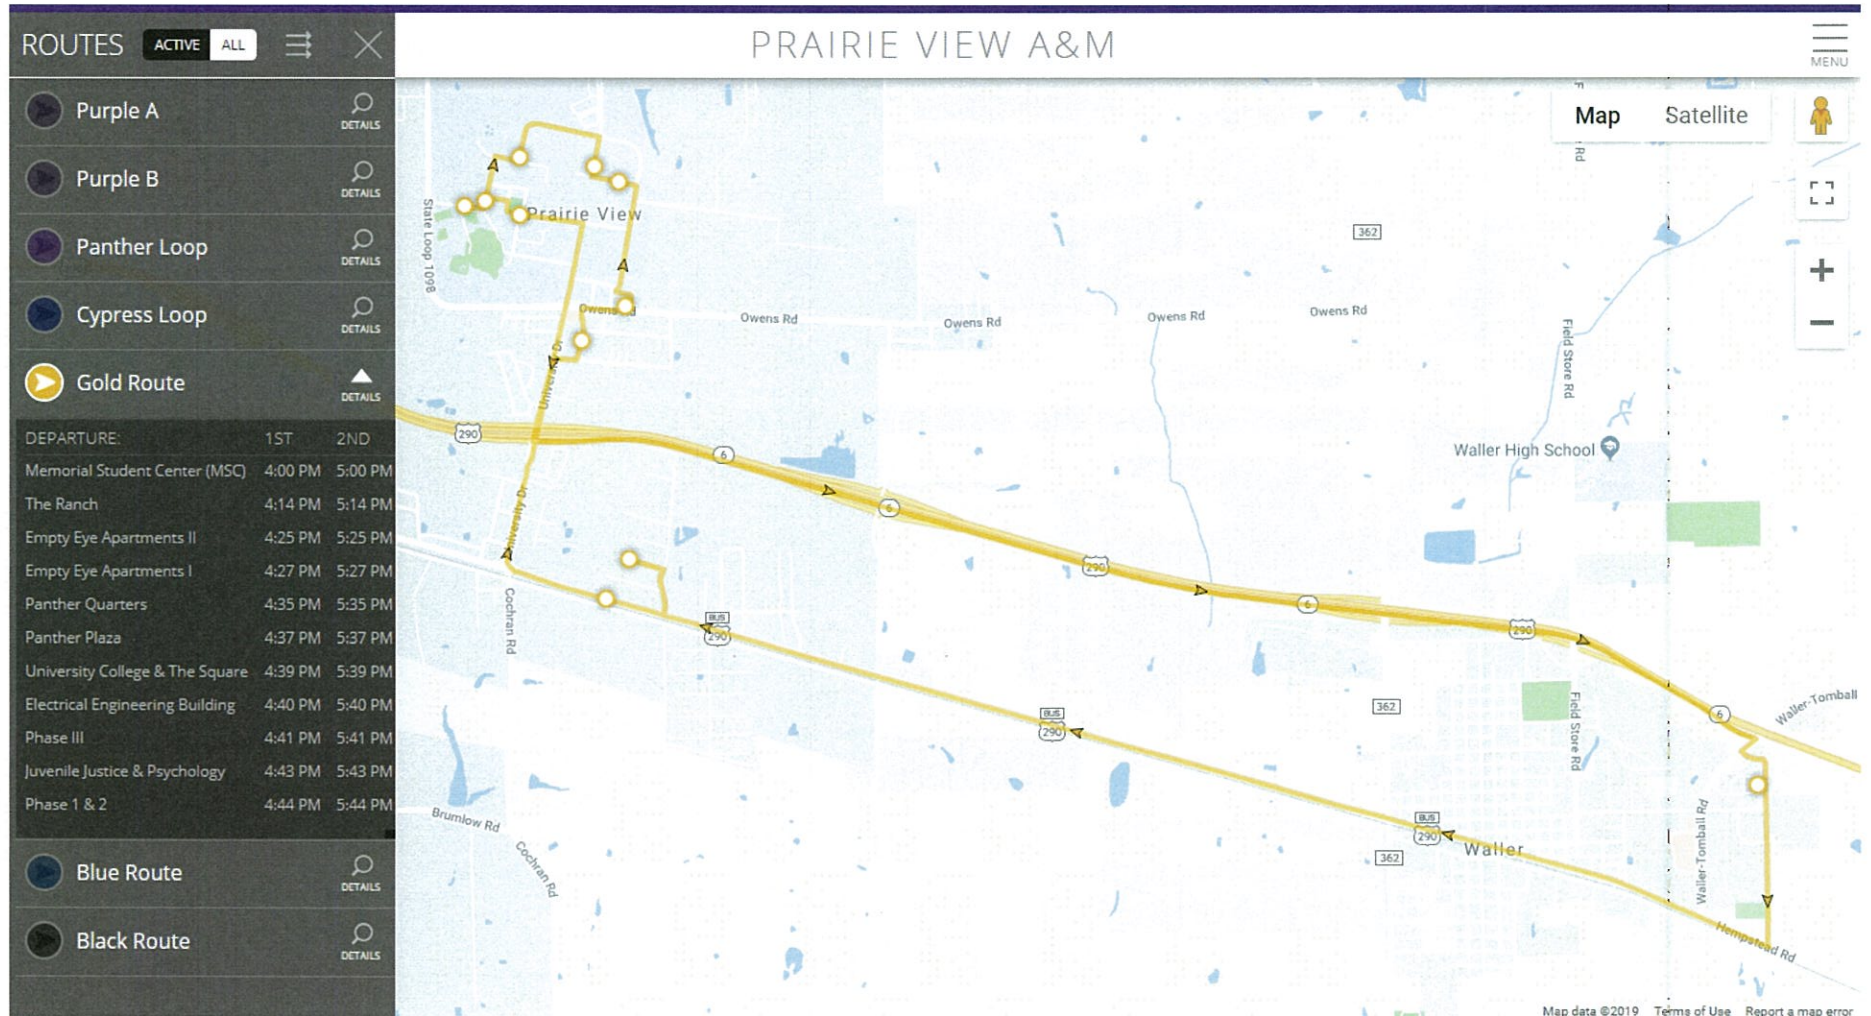 ROUTES ACTIVE ALL
PRAIRIE VIEW A&M
MENU
Purple A DETAILS
Purple B DETAILS
Panther Loop DETAILS
Cypress Loop DETAILS
Gold Route DETAILS
DEPARTURE: 1ST 2ND
Memorial Student Center (MSC) 4:00 PM 5:00 PM
The Ranch 4:14 PM 5:14 PM
Empty Eye Apartments II 4:25 PM 5:25 PM
Empty Eye Apartments I 4:27 PM 5:27 PM
Panther Quarters 4:35 PM 5:35 PM
Panther Plaza 4:37 PM 5:37 PM
University College & The Square 4:39 PM 5:39 PM
Electrical Engineering Building 4:40 PM 5:40 PM
Phase III 4:41 PM 5:41 PM
Juvenile Justice & Psychology 4:43 PM 5:43 PM
Phase 1 & 2 4:44 PM 5:44 PM
Blue Route DETAILS
Black Route DETAILS
Map Satellite
Rd
State Loop 1098
Prairie View
362
Owens Rd
Owens Rd
Owens Rd
Owens Rd
Field Store Rd
290
6
Waller High School
6
University Dr
290
6
290
Cochran Rd
BUS
290
362
Field Store Rd
6
Waller-Tomball
BUS
290
Brumlow Rd
Cochran Rd
BUS
290
362
Waller
Waller-Tomball Rd
Hempstead Rd
Map data ©2019 Terms of Use Report a map error